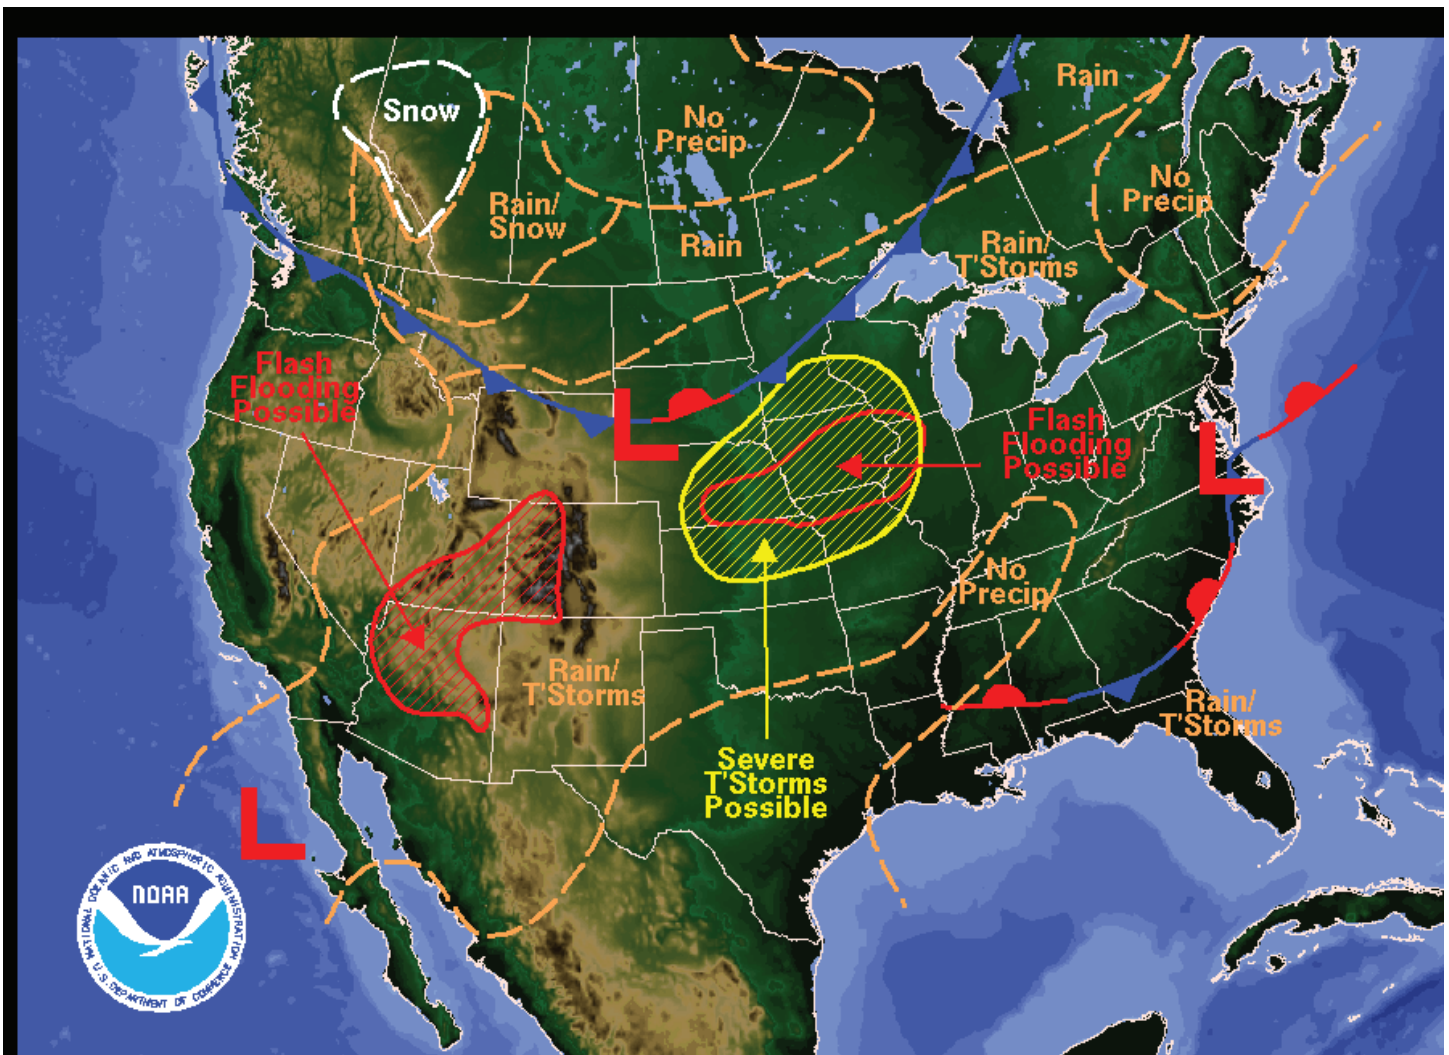 Snow
No
Precip
Rain
Rain/
Snow
Rain
No
Precip
Rain/
T'Storms
Flash
Flooding
Possible
Flash
Flooding
Possible
L
L
No
Precip
Rain/
T'Storms
Rain/
T'Storms
Severe
T'Storms
Possible
L
NATIONAL OCEANIC AND ATMOSPHERIC ADMINISTRATION
NOAA
U.S. DEPARTMENT OF COMMERCE